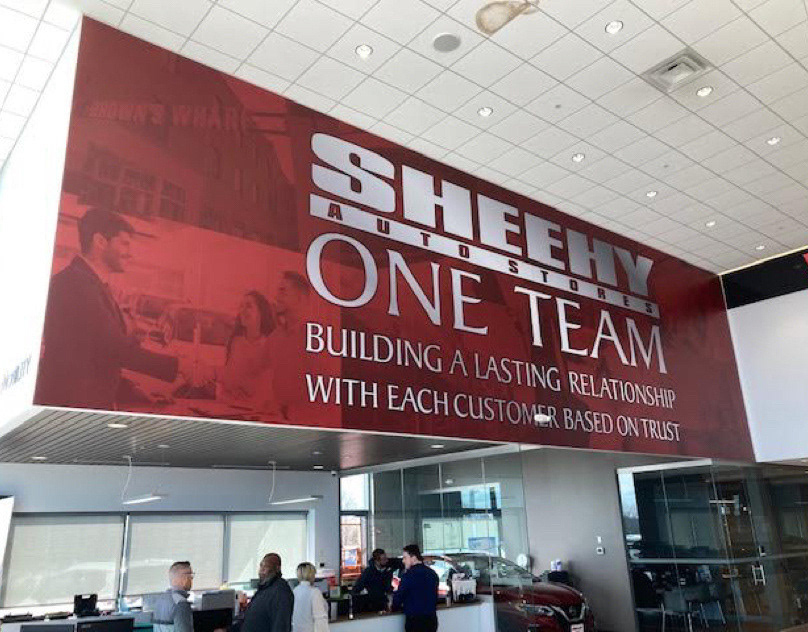 BROWN'S WHARF
SHEEHY
AUTO STORES
ONE TEAM
BUILDING A LASTING RELATIONSHIP
WITH EACH CUSTOMER BASED ON TRUST